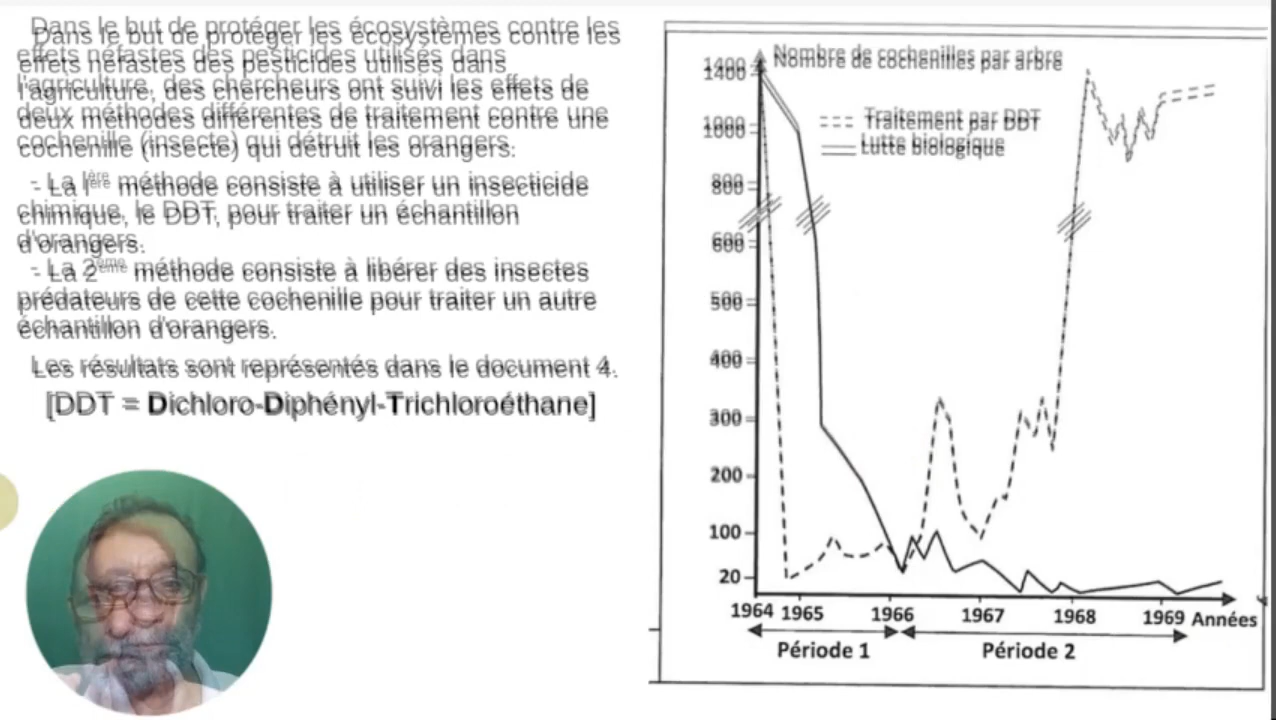 Dans le but de protéger les écosystèmes contre les
effets néfastes des pesticides utilisés dans
l'agriculture, des chercheurs ont suivi les effets de
deux méthodes différentes de traitement contre une
cochenille (insecte) qui détruit les orangers:
- La 1ère méthode consiste à utiliser un insecticide
chimique, le DDT, pour traiter un échantillon
d'orangers.
- La 2ème méthode consiste à libérer des insectes
prédateurs de cette cochenille pour traiter un autre
échantillon d'orangers.
Les résultats sont représentés dans le document 4.
[DDT = Dichloro-Diphényl-Trichloroéthane]
Nombre de cochenilles par arbre
Traitement par DDT
Lutte biologique
1400
1000
800
600
500
400
300
200
100
20
1964 1965 1966 1967 1968 1969 Années
Période 1 Période 2